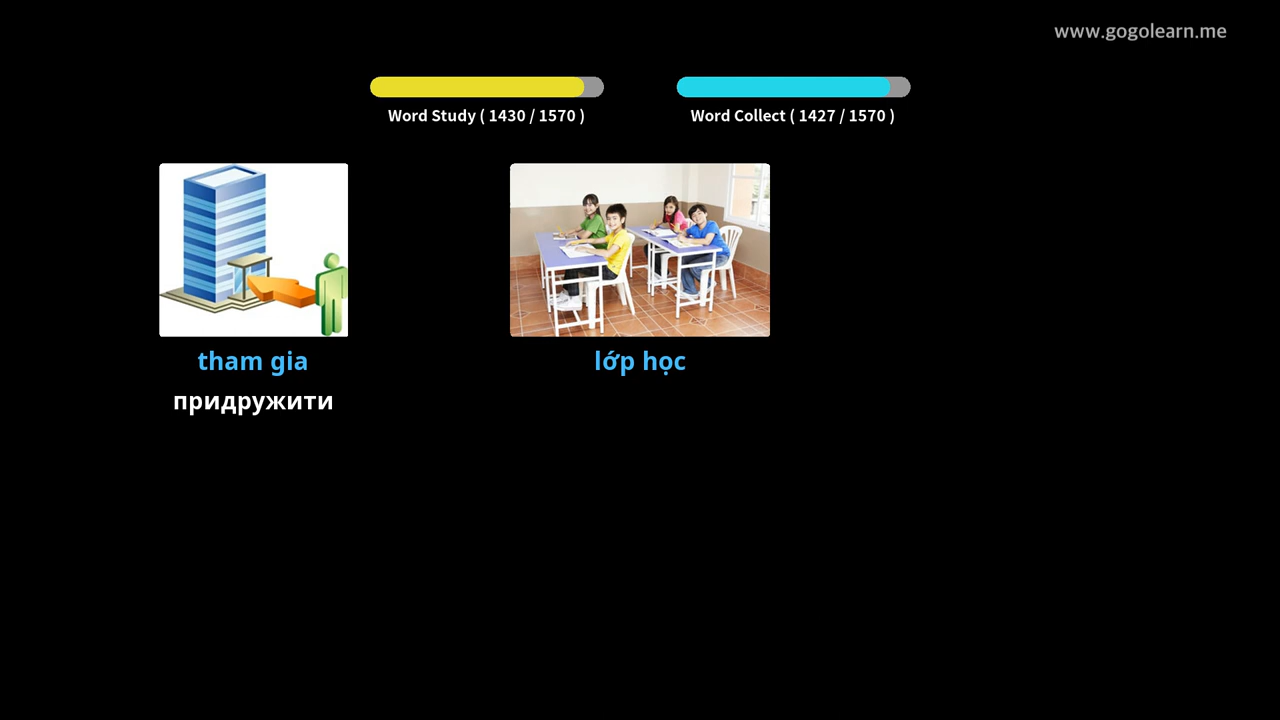 www.gogolearn.me
Word Study ( 1430 / 1570 )
Word Collect ( 1427 / 1570 )
tham gia
придружити
lớp học